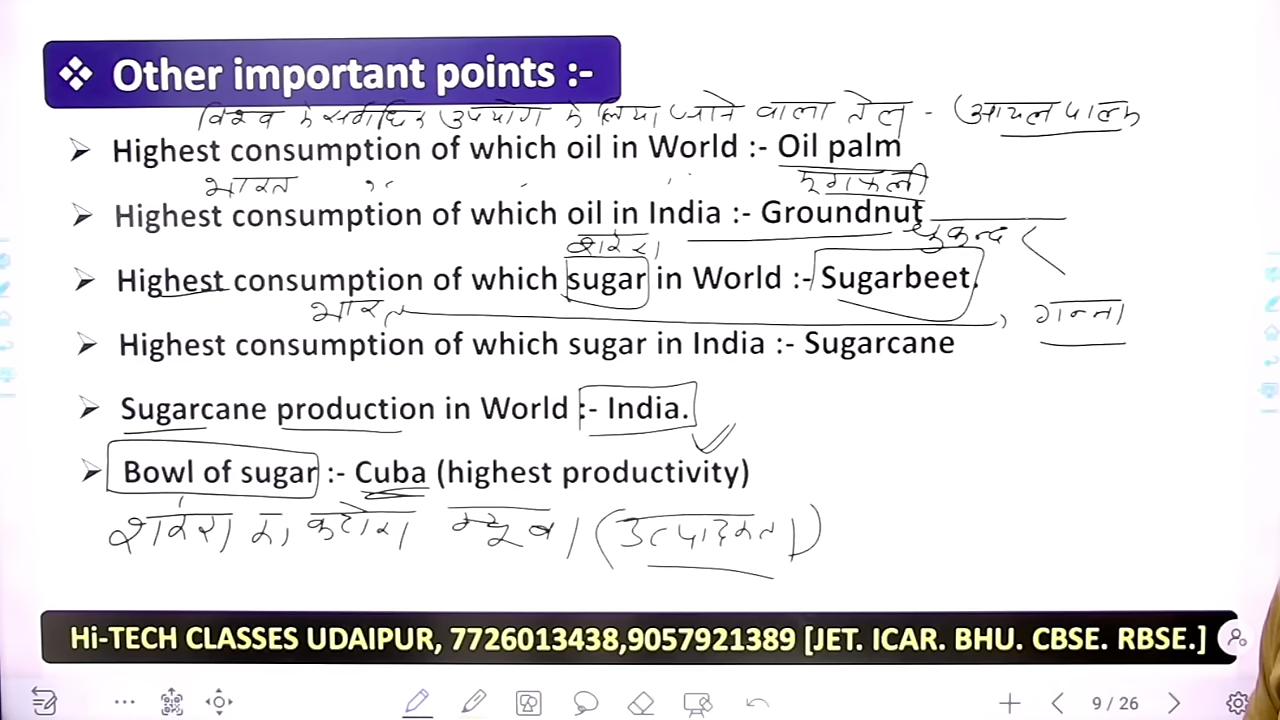 ❖ Other important points :-
विश्व में सर्वाधिक उपयोग में लिया जाने वाला तेल - (आयल पाल्म
➤ Highest consumption of which oil in World :- Oil palm
भारत मूंगफली
➤ Highest consumption of which oil in India :- Groundnut
शर्करा चुकन्दर
➤ Highest consumption of which sugar in World :- Sugarbeet.
भारत गन्ना
➤ Highest consumption of which sugar in India :- Sugarcane
➤ Sugarcane production in World :- India.
➤ Bowl of sugar :- Cuba (highest productivity)
शर्करा का कटोरा क्यूबा (उत्पादकता)
Hi-TECH CLASSES UDAIPUR, 7726013438,9057921389 [JET. ICAR. BHU. CBSE. RBSE.]
9 / 26